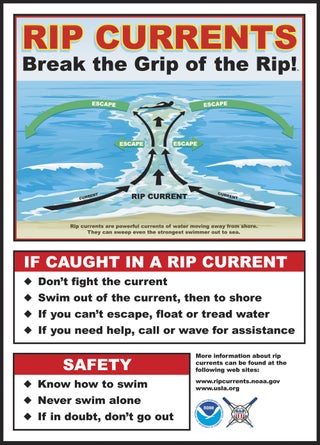 RIP CURRENTS
Break the Grip of the Rip!
ESCAPE
ESCAPE
ESCAPE
ESCAPE
CURRENT
RIP CURRENT
CURRENT
Rip currents are powerful currents of water moving away from shore.
They can sweep even the strongest swimmer out to sea.
IF CAUGHT IN A RIP CURRENT
◆ Don't fight the current
◆ Swim out of the current, then to shore
◆ If you can't escape, float or tread water
◆ If you need help, call or wave for assistance
SAFETY
◆ Know how to swim
◆ Never swim alone
◆ If in doubt, don't go out
More information about rip
currents can be found at the
following web sites:
www.ripcurrents.noaa.gov
www.usla.org
NOAA